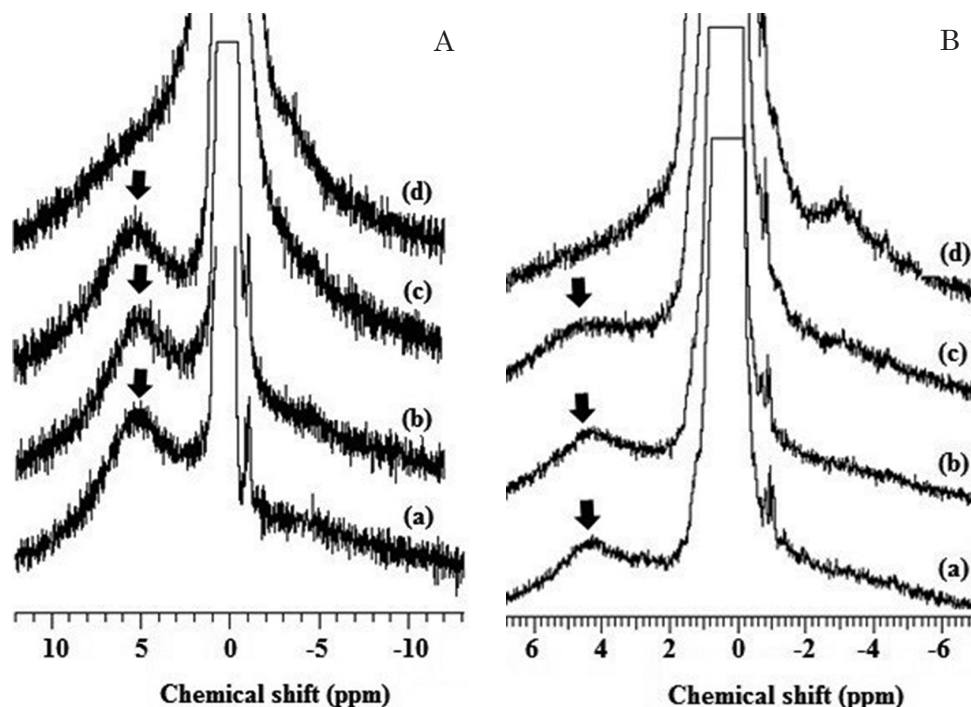 A
(d)
(c)
(b)
(a)
10 5 0 -5 -10
Chemical shift (ppm)
B
(d)
(c)
(b)
(a)
6 4 2 0 -2 -4 -6
Chemical shift (ppm)